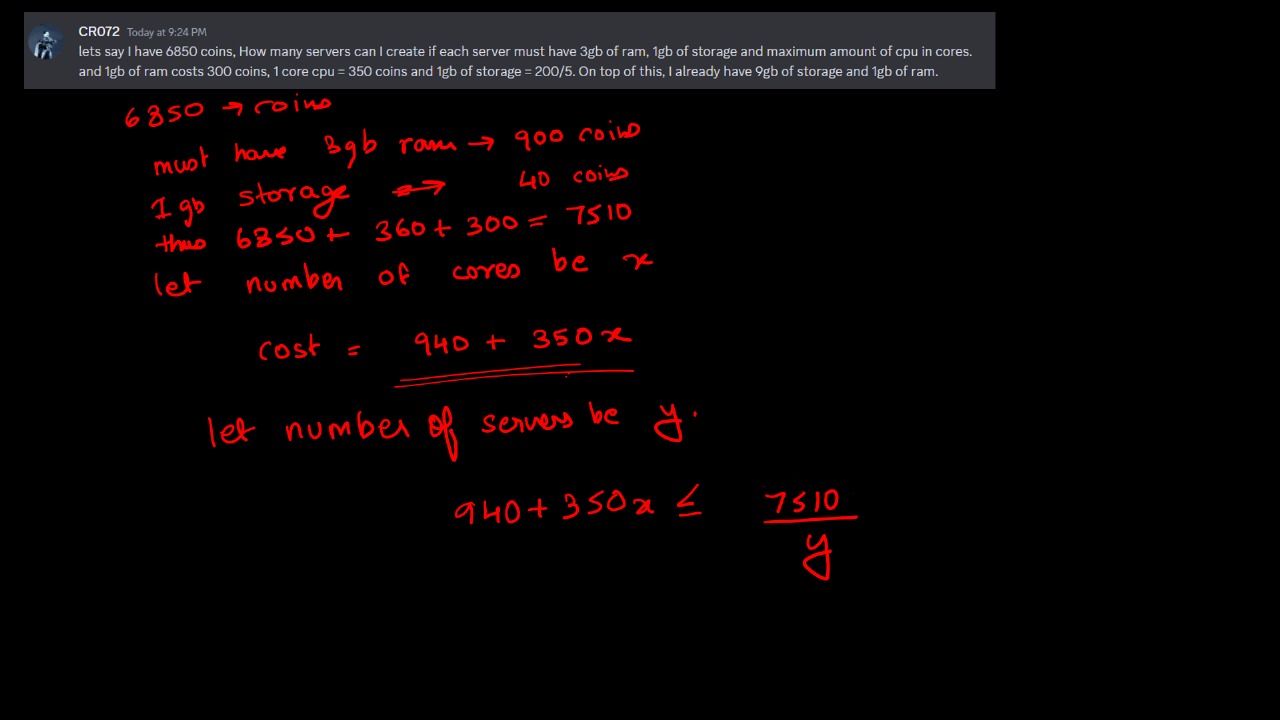 CR072 Today at 9:24 PM
lets say I have 6850 coins, How many servers can I create if each server must have 3gb of ram, 1gb of storage and maximum amount of cpu in cores.
and 1gb of ram costs 300 coins, 1 core cpu = 350 coins and 1gb of storage = 200/5. On top of this, I already have 9gb of storage and 1gb of ram.
6850 → coins
must have 3gb ram → 900 coins
1gb storage → 40 coins
thus 6850 + 360 + 300 = 7510
let number of cores be x
cost = 940 + 350x
let number of servers be y.
940 + 350x ≤ 7510
y